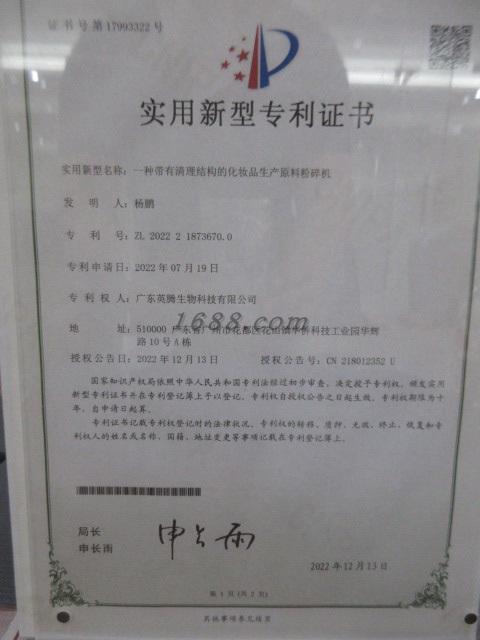 证书号第17993322号
实用新型专利证书
实用新型名称：一种带有清理结构的化妆品生产原料粉碎机
发明人：杨鹏
专利号：ZL 2022 2 1873670.0
专利申请日：2022年07月19日
专利权人：广东英腾生物科技有限公司
地址：510000 广东省广州市花都区花山镇华侨科技工业园华辉
路10号A栋
1688.com
授权公告日：2022年12月13日 授权公告号：CN 218012352 U
国家知识产权局依照中华人民共和国专利法经过初步审查，决定授予专利权，颁发实用
新型专利证书并在专利登记簿上予以登记。专利权自授权公告之日起生效。专利权期限为十
年，自申请日起算。
专利证书记载专利权登记时的法律状况。专利权的转移、质押、无效、终止、恢复和专利
权人的姓名或名称、国籍、地址变更等事项记载在专利登记簿上。
局长
申长雨
申长雨
2022年12月13日
第1页(共2页)
其他事项参见续页